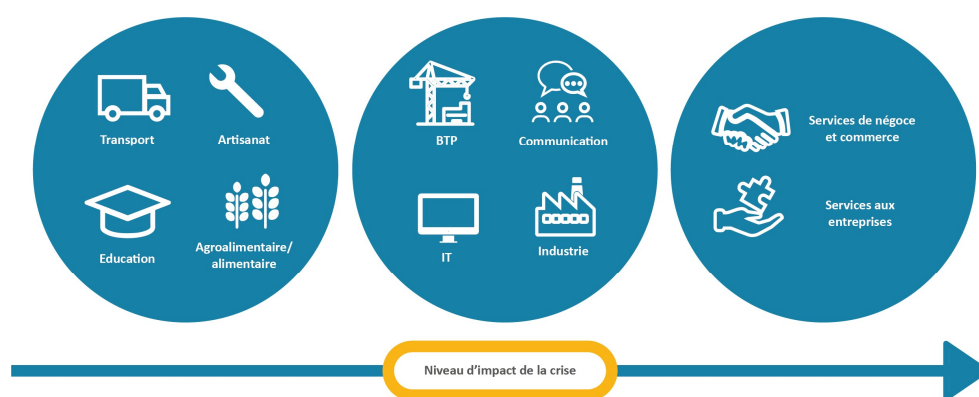 Transport
Artisanat
Education
Agroalimentaire/
alimentaire
BTP
Communication
IT
Industrie
Services de négoce
et commerce
Services aux
entreprises
Niveau d'impact de la crise